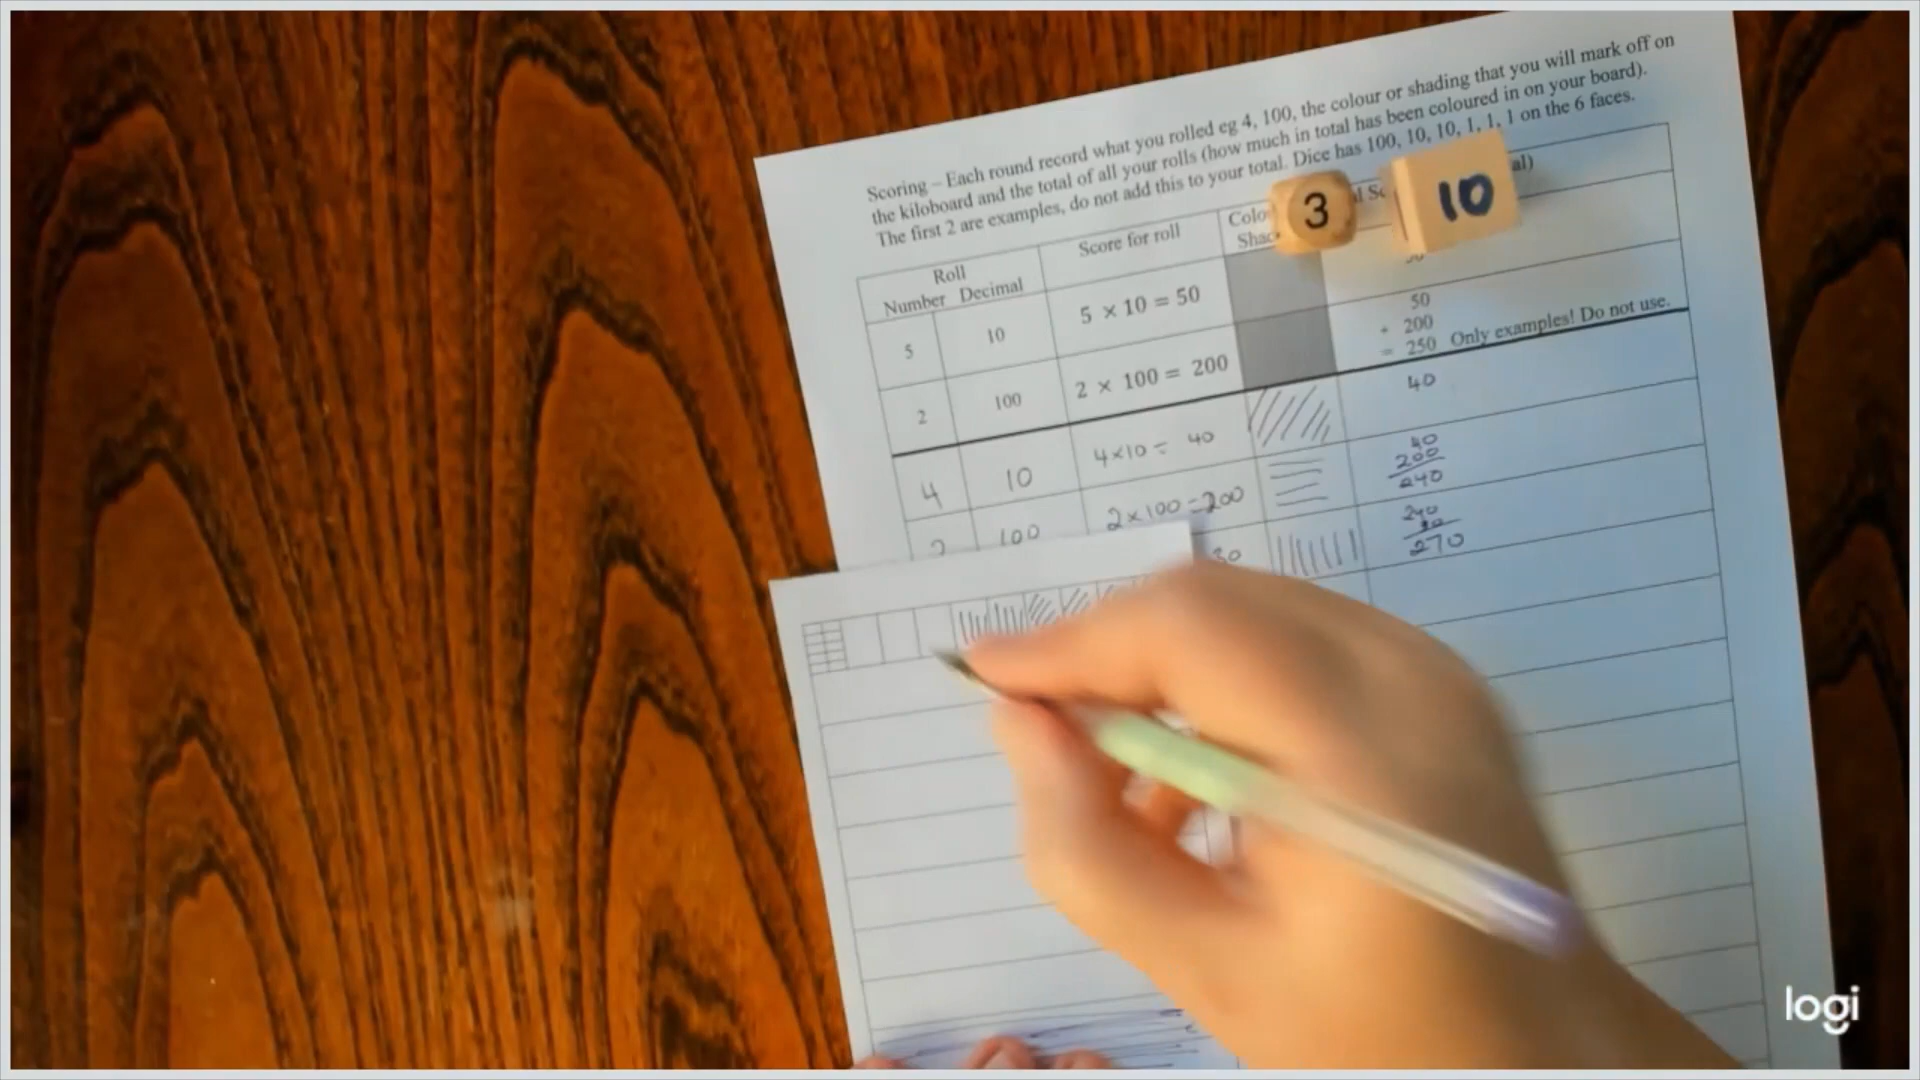 Scoring – Each round record what you rolled eg 4, 100, the colour or shading that you will mark off on
the kiloboard and the total of all your rolls (how much in total has been coloured in on your board).
The first 2 are examples, do not add this to your total. Dice has 100, 10, 10, 1, 1, 1 on the 6 faces.
3
10
Roll
Number Decimal
Score for roll
5
10
5 × 10 = 50
2
100
2 × 100 = 200
50
+ 200
= 250 Only examples! Do not use.
4
10
4×10 = 40
40
100
2×100 =200
40
200
240
30
240
30
270
logi